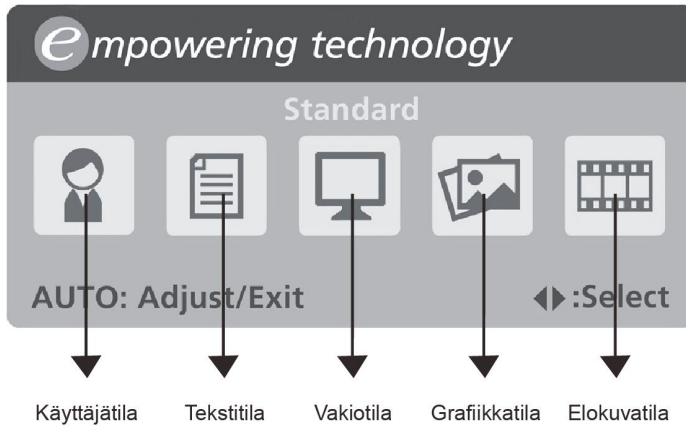 empowering technology
Standard
AUTO: Adjust/Exit :Select
Käyttäjätila Tekstitila Vakiotila Grafiikkatila Elokuvatila